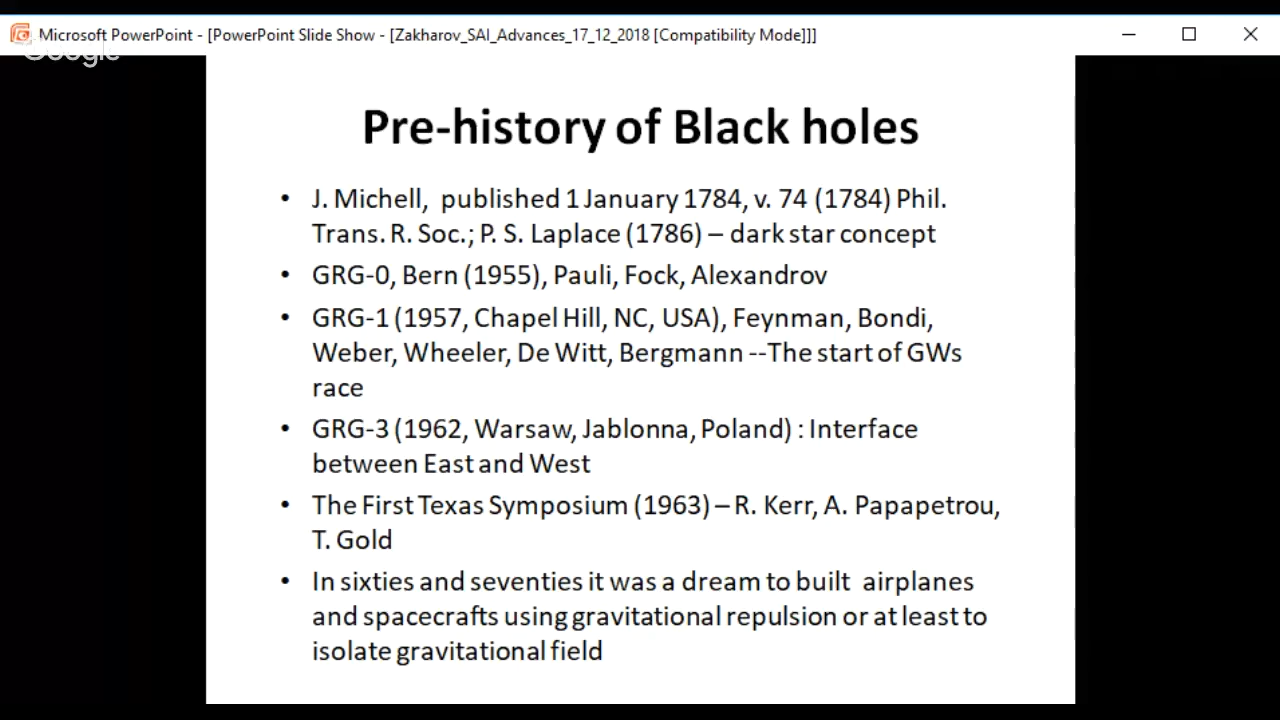 Microsoft PowerPoint - [PowerPoint Slide Show - [Zakharov_SAI_Advances_17_12_2018 [Compatibility Mode]]]
Google
Pre-history of Black holes
• J. Michell, published 1 January 1784, v. 74 (1784) Phil.
Trans. R. Soc.; P. S. Laplace (1786) – dark star concept
• GRG-0, Bern (1955), Pauli, Fock, Alexandrov
• GRG-1 (1957, Chapel Hill, NC, USA), Feynman, Bondi,
Weber, Wheeler, De Witt, Bergmann --The start of GWs
race
• GRG-3 (1962, Warsaw, Jablonna, Poland) : Interface
between East and West
• The First Texas Symposium (1963) – R. Kerr, A. Papapetrou,
T. Gold
• In sixties and seventies it was a dream to built airplanes
and spacecrafts using gravitational repulsion or at least to
isolate gravitational field